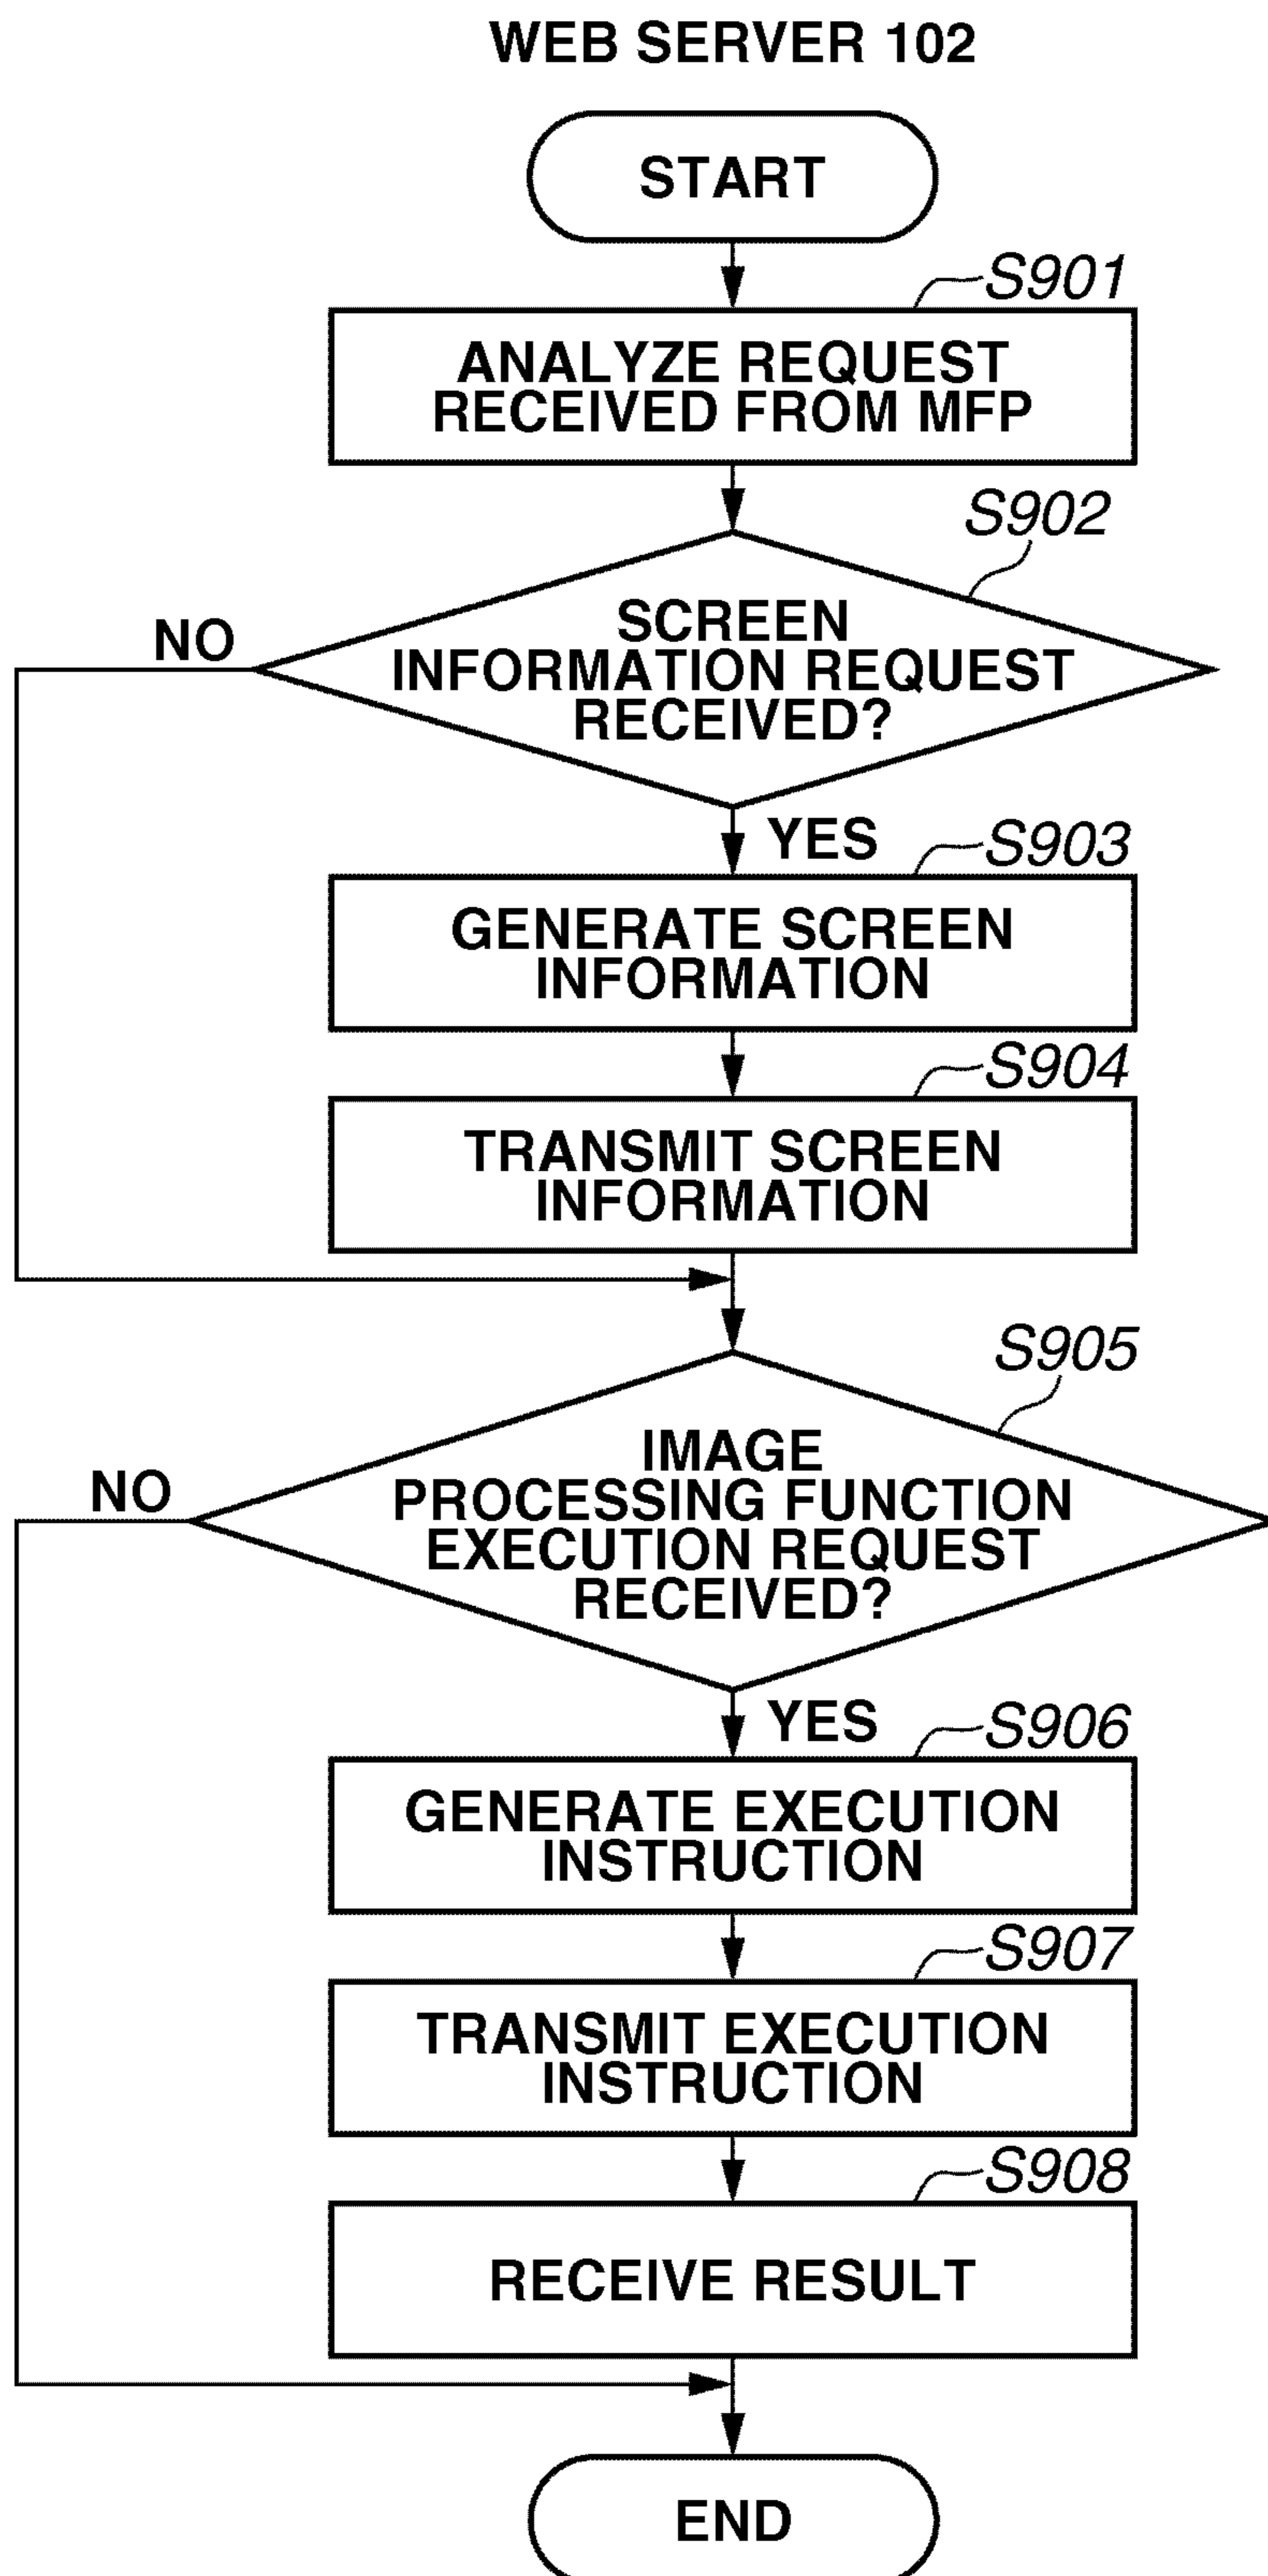 WEB SERVER 102
START
S901
ANALYZE REQUEST
RECEIVED FROM MFP
S902
NO
SCREEN
INFORMATION REQUEST
RECEIVED?
YES
S903
GENERATE SCREEN
INFORMATION
S904
TRANSMIT SCREEN
INFORMATION
S905
NO
IMAGE
PROCESSING FUNCTION
EXECUTION REQUEST
RECEIVED?
YES
S906
GENERATE EXECUTION
INSTRUCTION
S907
TRANSMIT EXECUTION
INSTRUCTION
S908
RECEIVE RESULT
END